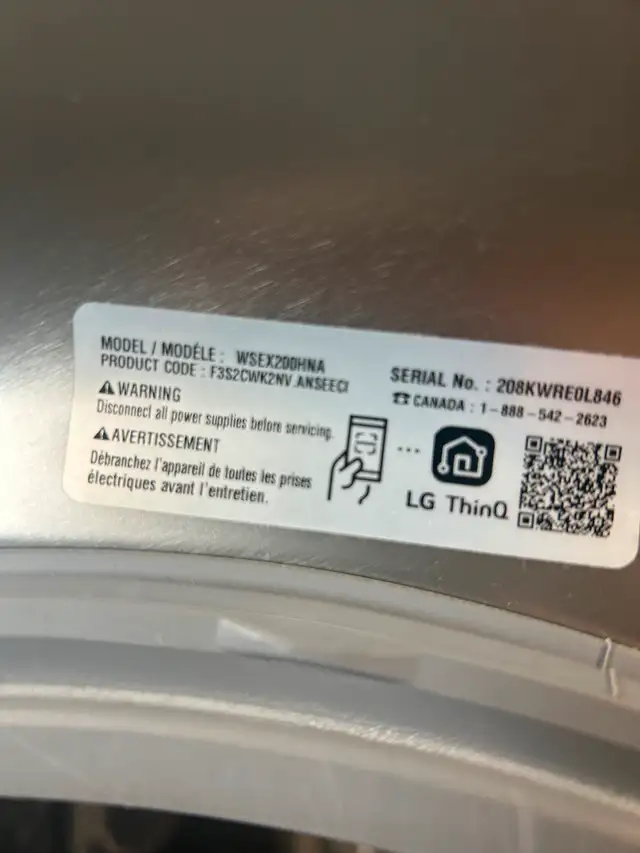 MODEL / MODÈLE : WSEX200HNA
PRODUCT CODE : F3S2CWK2NV.ANSEECI
SERIAL No. : 208KWRE0L846
☎ CANADA : 1-888-542-2623
⚠WARNING
Disconnect all power supplies before servicing.
⚠AVERTISSEMENT
Débranchez l'appareil de toutes les prises
électriques avant l'entretien.
LG ThinQ